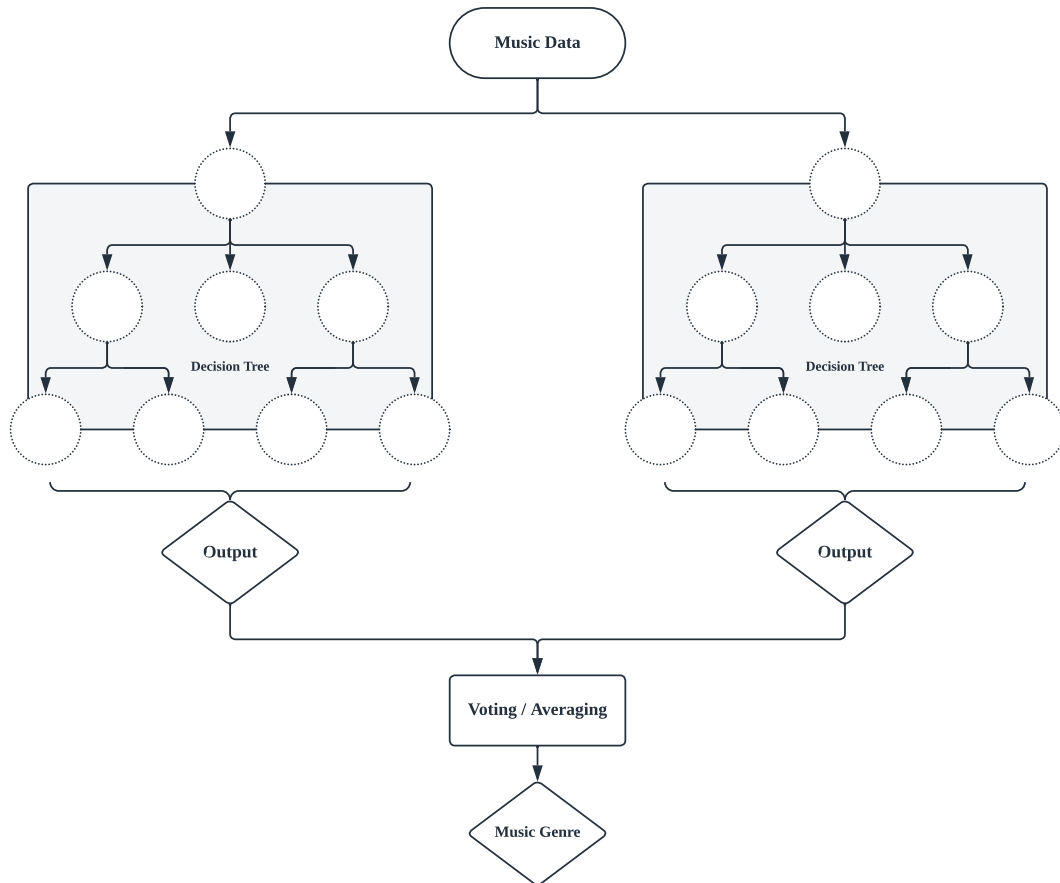 Music Data
Decision Tree
Decision Tree
Output
Output
Voting / Averaging
Music Genre